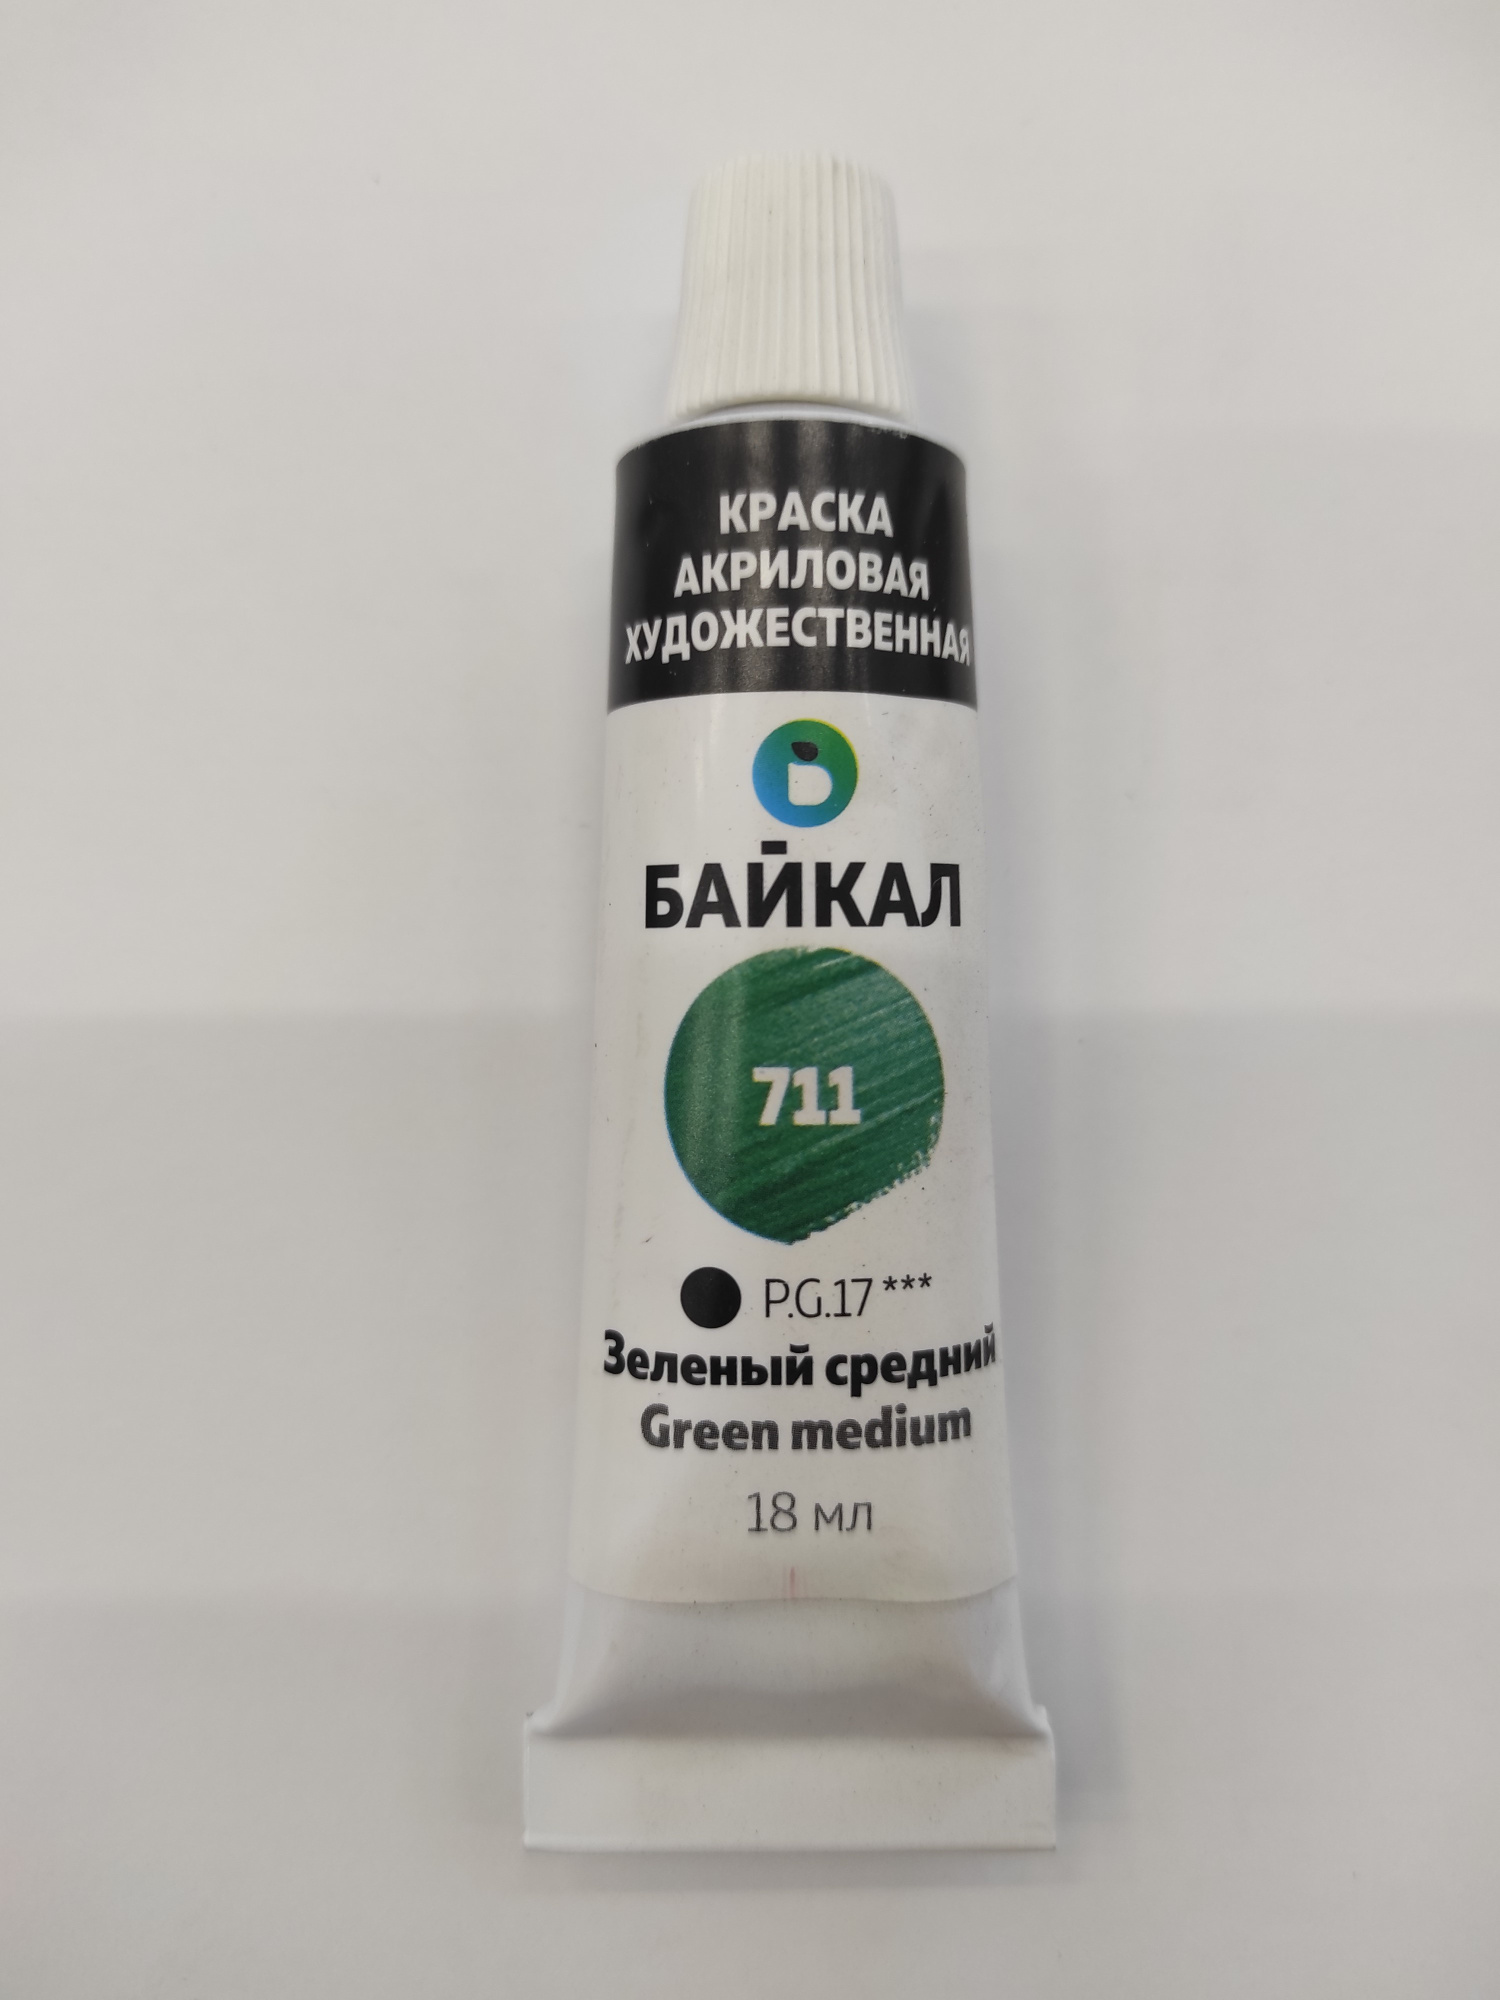 КРАСКА
АКРИЛОВАЯ
ХУДОЖЕСТВЕННАЯ
БАЙКАЛ
711
P.G.17 ***
Зеленый средний
Green medium
18 мл